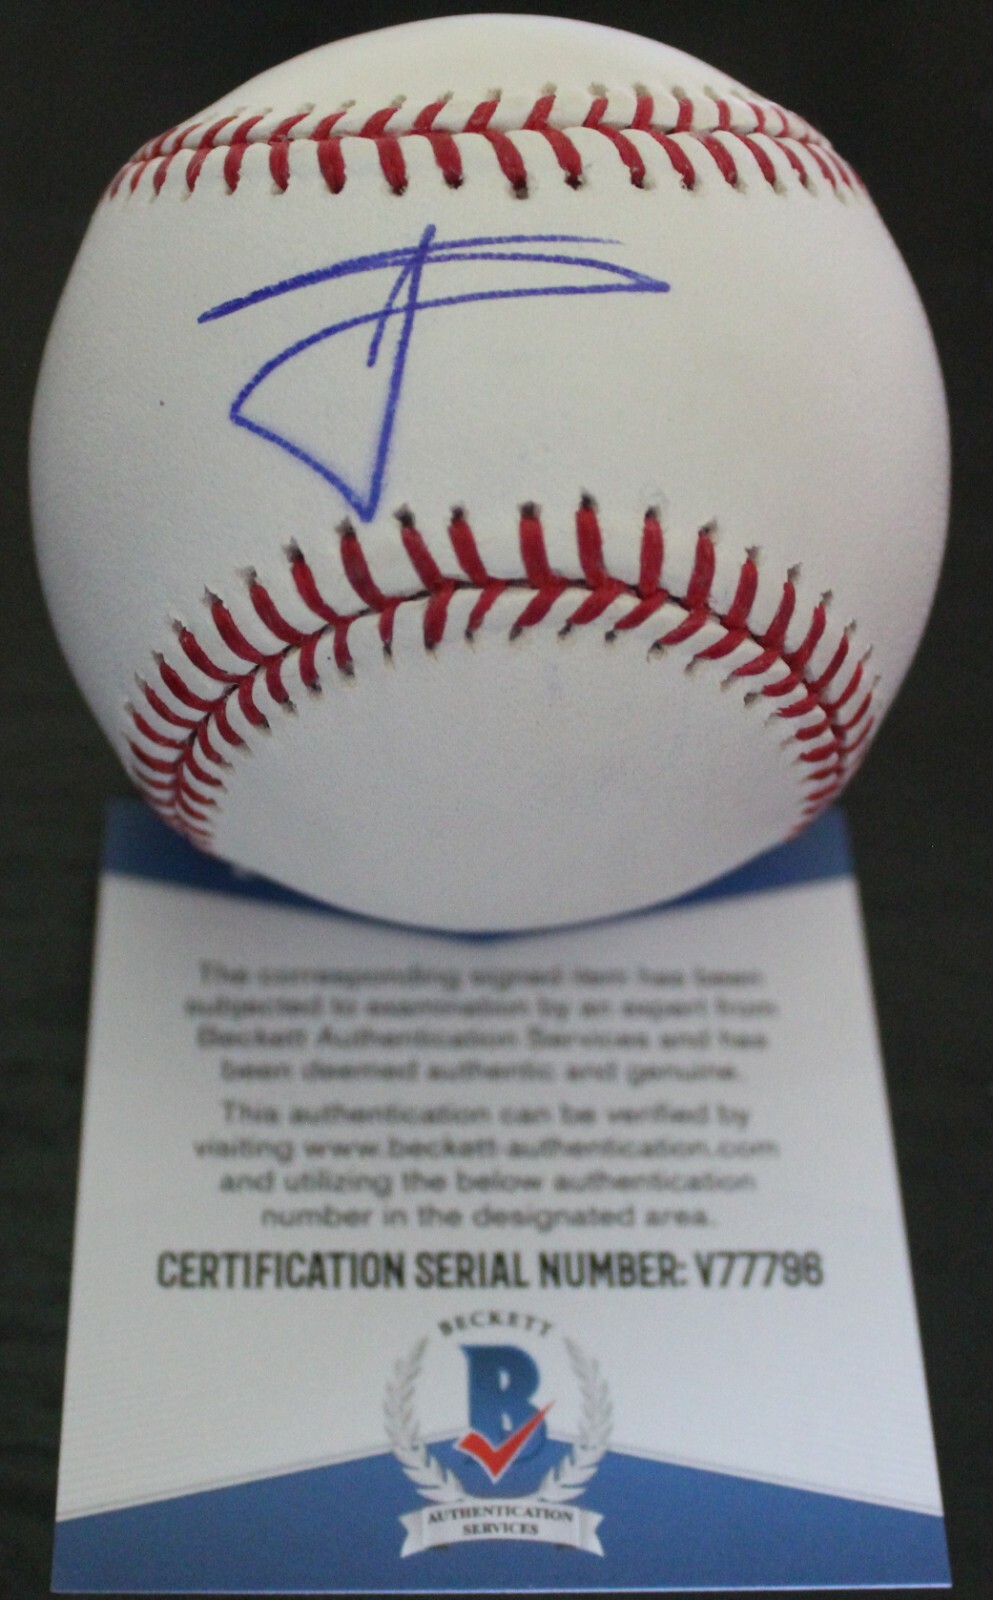 The corresponding signed item has been
subjected to examination by an expert from
Beckett Authentication Services and has
been deemed authentic and genuine.
This authentication can be verified by
visiting www.beckett-authentication.com
and utilizing the below authentication
number in the designated area.
CERTIFICATION SERIAL NUMBER: V77798
BECKETT
B
AUTHENTICATION
SERVICES